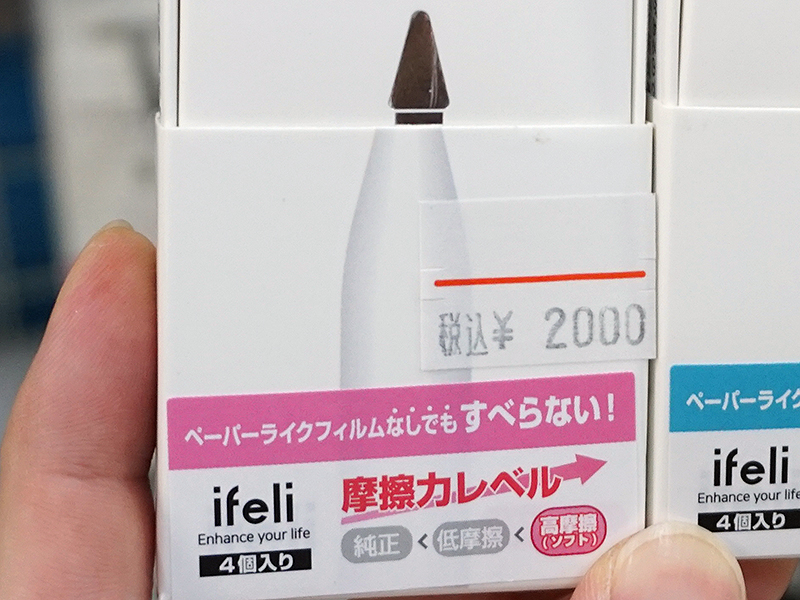 税込¥ 2000
ペーパーライクフィルムなしでもすべらない!
ifeli
Enhance your life
4個入り
摩擦力レベル
純正 < 低摩擦 < 高摩擦
(ソフト)
ペーパーライ
ifeli
Enhance your life
4個入り